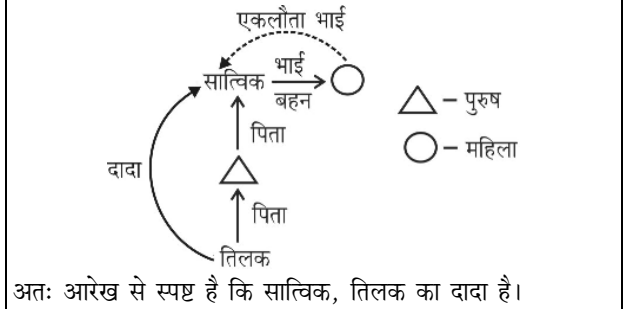 एकलौता भाई
सात्विक
भाई
बहन
△ – पुरुष
पिता
○ – महिला
दादा
पिता
तिलक
अतः आरेख से स्पष्ट है कि सात्विक, तिलक का दादा है।